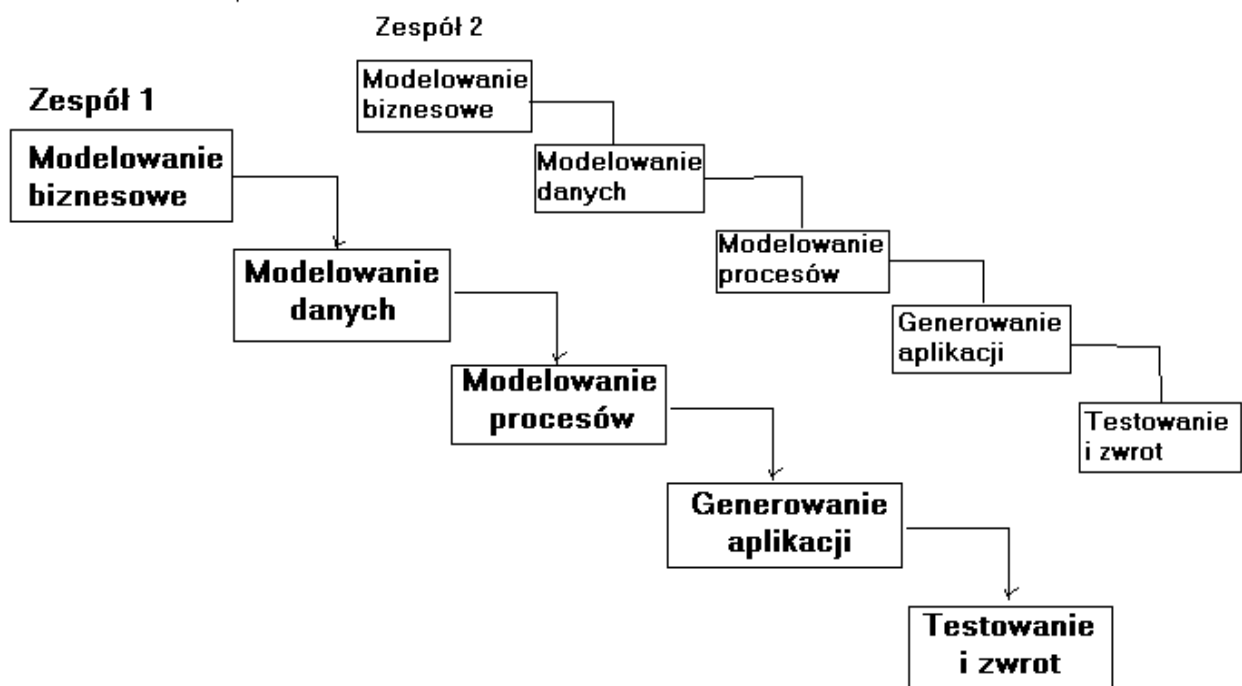 Zespół 2
Modelowanie
biznesowe
Modelowanie
danych
Modelowanie
procesów
Generowanie
aplikacji
Testowanie
i zwrot
Zespół 1
Modelowanie
biznesowe
Modelowanie
danych
Modelowanie
procesów
Generowanie
aplikacji
Testowanie
i zwrot